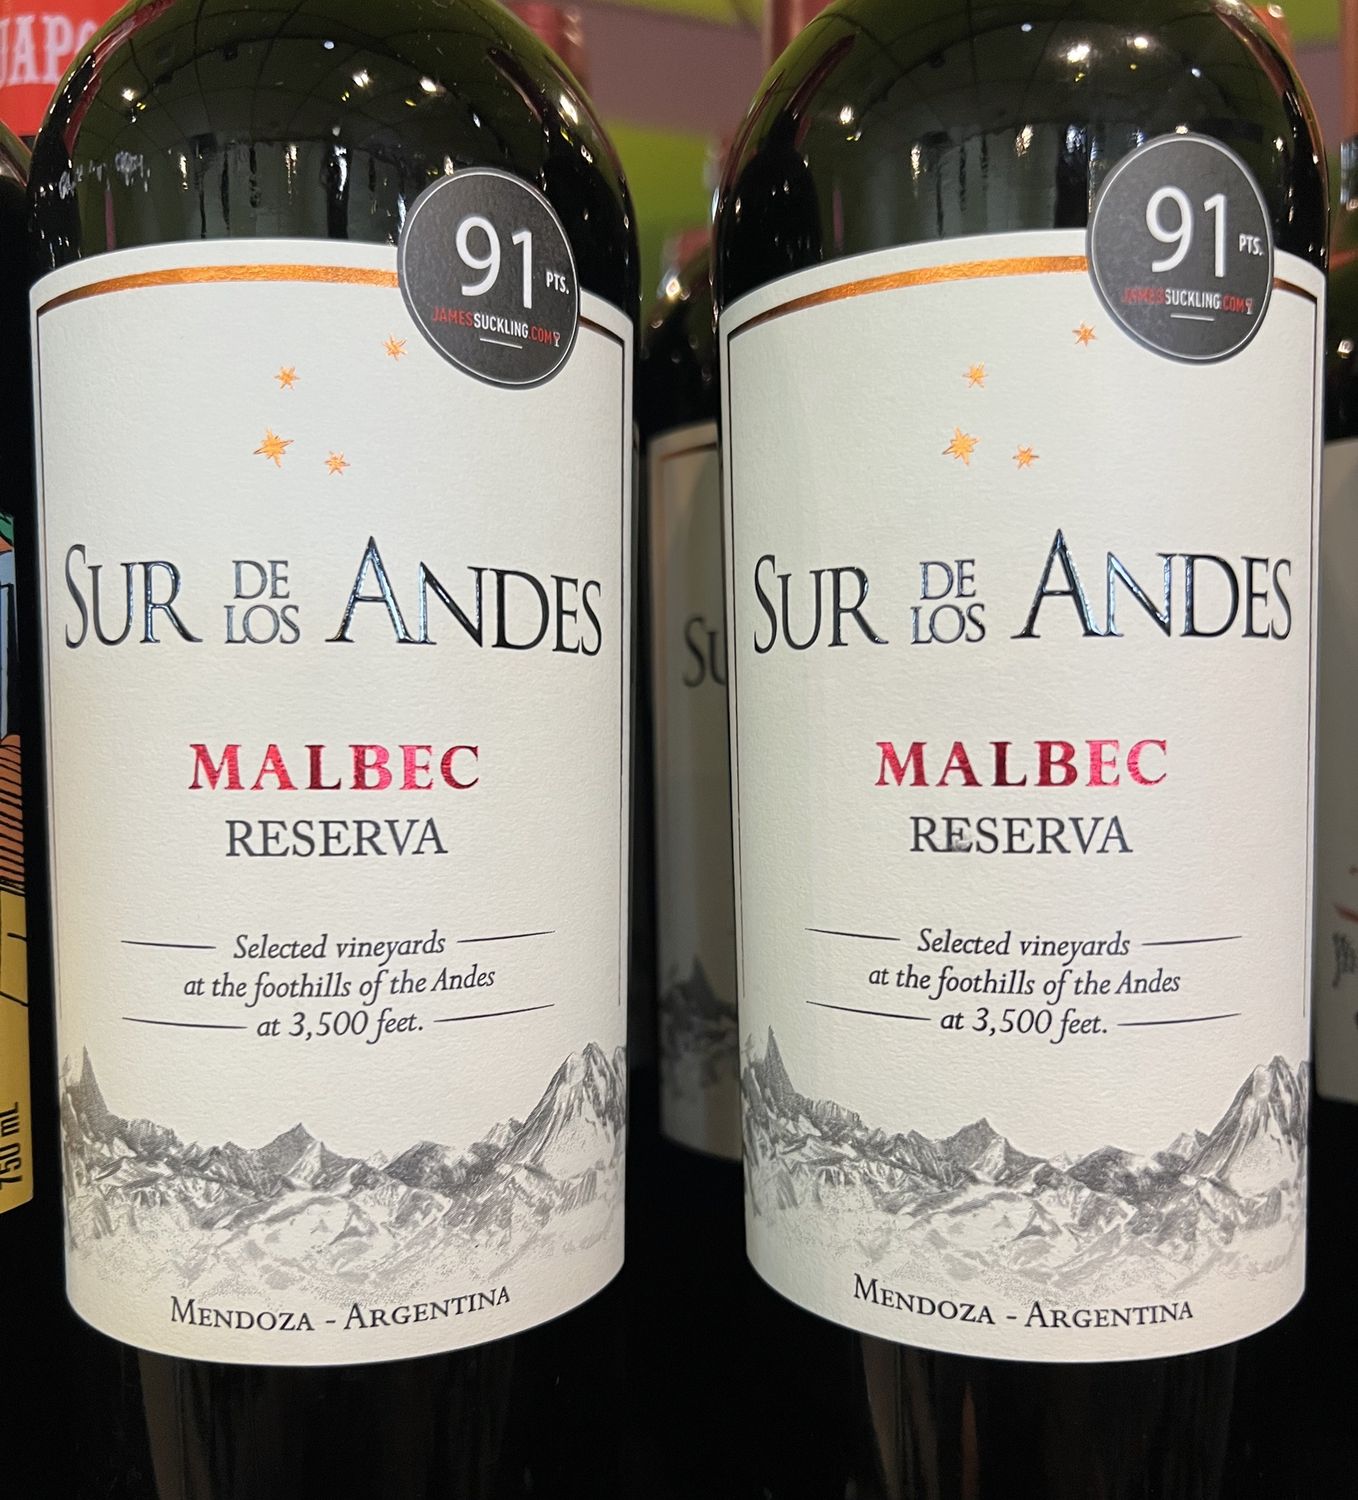 UAPO
91 PTS.
JAMESSUCKLING.COM
SUR DE LOS ANDES
MALBEC
RESERVA
Selected vineyards
at the foothills of the Andes
at 3,500 feet.
MENDOZA - ARGENTINA
91 PTS.
JAMESSUCKLING.COM
SUR DE LOS ANDES
MALBEC
RESERVA
Selected vineyards
at the foothills of the Andes
at 3,500 feet.
MENDOZA - ARGENTINA
SU
750 mL